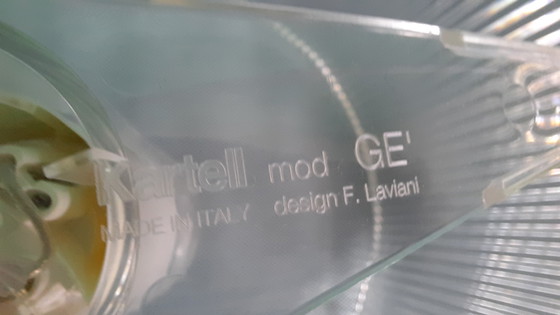 Kartell mod GE'
MADE IN ITALY design F. Laviani